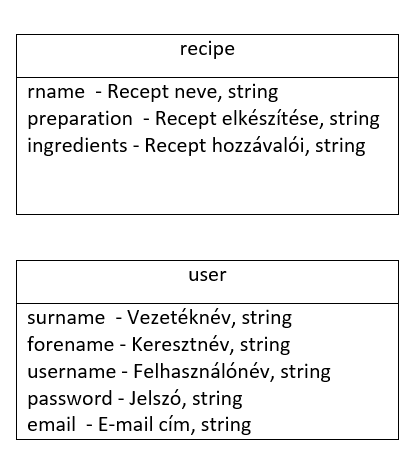 recipe
rname - Recept neve, string
preparation - Recept elkészítése, string
ingredients - Recept hozzávalói, string
user
surname - Vezetéknév, string
forename - Keresztnév, string
username - Felhasználónév, string
password - Jelszó, string
email - E-mail cím, string